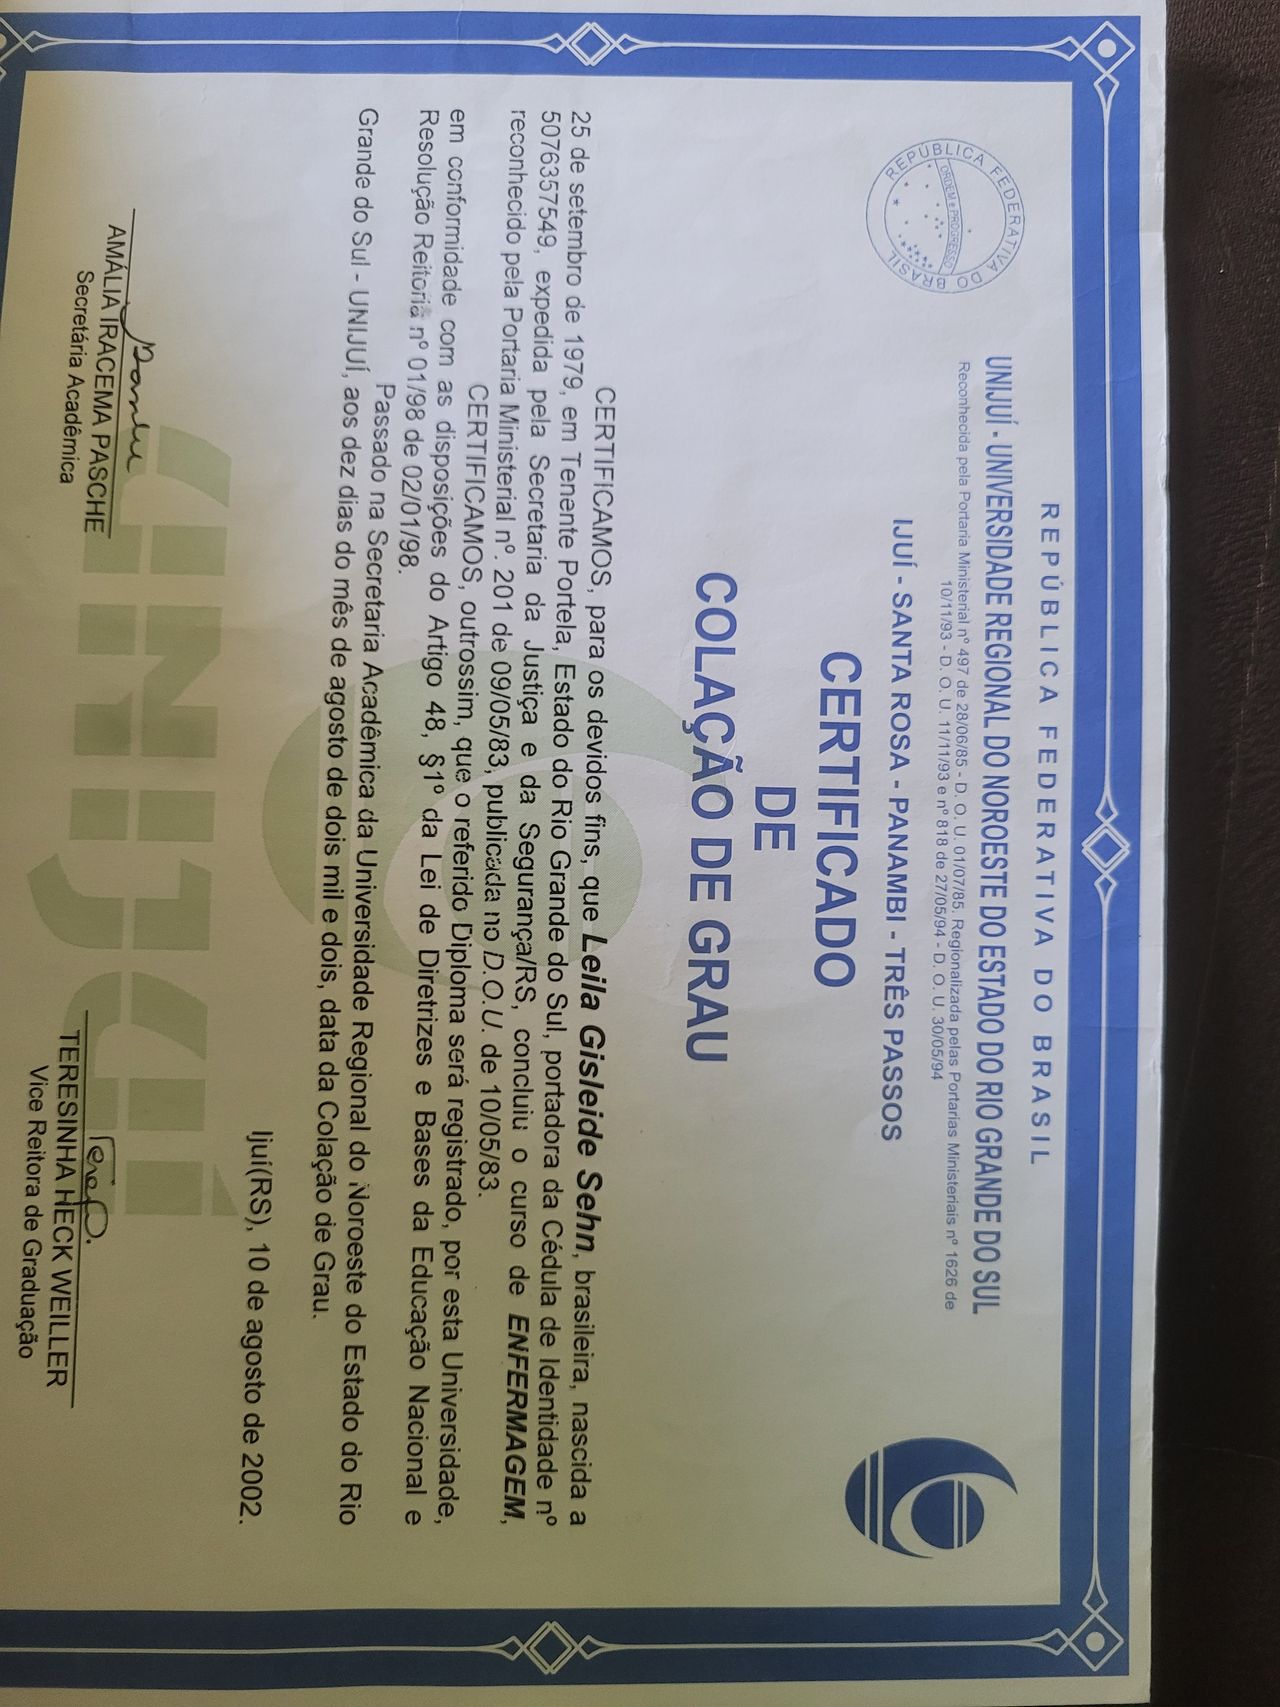 REPÚBLICA FEDERATIVA DO BRASIL
UNIJUÍ - UNIVERSIDADE REGIONAL DO NOROESTE DO ESTADO DO RIO GRANDE DO SUL
Reconhecida pela Portaria Ministerial nº 497 de 28/06/85 - D. O. U. 01/07/85. Regionalizada pelas Portarias Ministeriais nº 1626 de
10/11/93 - D. O. U. 11/11/93 e nº 818 de 27/05/94 - D. O. U. 30/05/94
IJUÍ - SANTA ROSA - PANAMBI - TRÊS PASSOS
REPÚBLICA FEDERATIVA DO BRASIL
ORDEM E PROGRESSO
CERTIFICADO
DE
COLAÇÃO DE GRAU
CERTIFICAMOS, para os devidos fins, que Leila Gisleide Sehn, brasileira, nascida a
25 de setembro de 1979, em Tenente Portela, Estado do Rio Grande do Sul, portadora da Cédula de Identidade nº
5076357549, expedida pela Secretaria da Justiça e da Segurança/RS, concluiu o curso de ENFERMAGEM,
reconhecido pela Portaria Ministerial nº. 201 de 09/05/83, publicada no D.O.U. de 10/05/83.
CERTIFICAMOS, outrossim, que o referido Diploma será registrado, por esta Universidade,
em conformidade com as disposições do Artigo 48, §1º da Lei de Diretrizes e Bases da Educação Nacional e
Resolução Reitoria nº 01/98 de 02/01/98.
Passado na Secretaria Acadêmica da Universidade Regional do Noroeste do Estado do Rio
Grande do Sul - UNIJUÍ, aos dez dias do mês de agosto de dois mil e dois, data da Colação de Grau.
Ijuí(RS), 10 de agosto de 2002.
UNIJUÍ
AMÁLIA IRACEMA PASCHE
Secretária Acadêmica
TERESINHA HECK WEILLER
Vice Reitora de Graduação